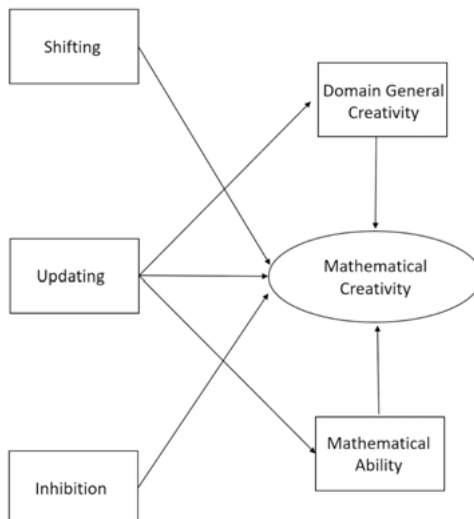 Shifting
Domain General
Creativity
Updating
Mathematical
Creativity
Mathematical
Ability
Inhibition